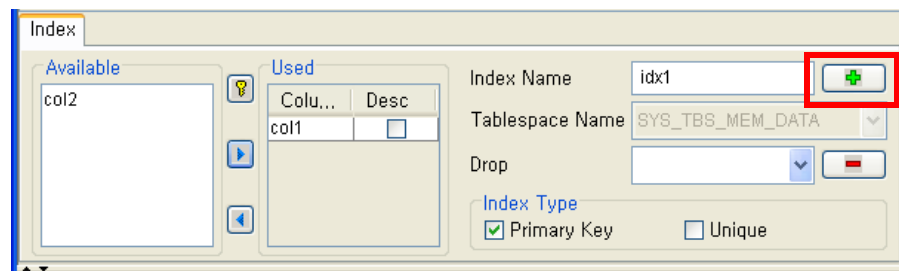 Index
Available
col2
Used
Colu... Desc
col1
Index Name idx1
Tablespace Name SYS_TBS_MEM_DATA
Drop
Index Type
Primary Key Unique